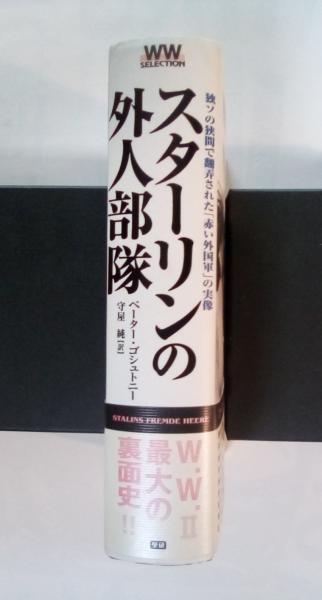 WW
SELECTION
独ソの狭間で翻弄された「赤い外国軍」の実像
スターリンの
外人部隊
ペーター・ゴシュトニー
守屋 純[訳]
STALINS FREMDE HEERE
W.W.II
最大の
裏面史!!
学研